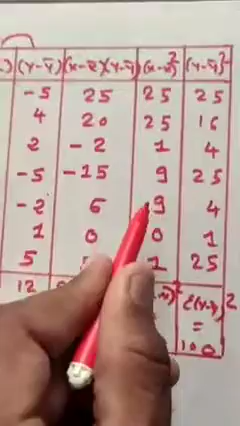 (y-ȳ) (x-x̄)(y-ȳ) (x-x̄)² (y-ȳ)²
-5 25 25 25
4 20 25 16
2 -2 1 4
-5 -15 9 25
-2 6 9 4
1 0 0 1
5 1 25
12 Σ(y-ȳ)²
=
100